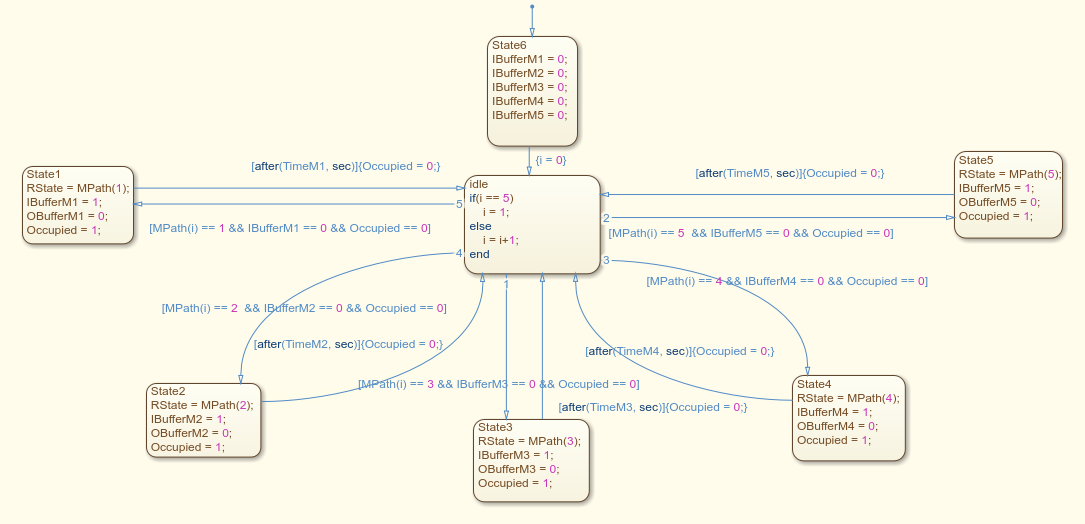 State6
IBufferM1 = 0;
IBufferM2 = 0;
IBufferM3 = 0;
IBufferM4 = 0;
IBufferM5 = 0;
{i = 0}
State1
RState = MPath(1);
IBufferM1 = 1;
OBufferM1 = 0;
Occupied = 1;
[after(TimeM1, sec)]{Occupied = 0;}
5
[MPath(i) == 1 && IBufferM1 == 0 && Occupied == 0]
idle
if(i == 5)
i = 1;
else
i = i+1;
end
[after(TimeM5, sec)]{Occupied = 0;}
2
[MPath(i) == 5 && IBufferM5 == 0 && Occupied == 0]
State5
RState = MPath(5);
IBufferM5 = 1;
OBufferM5 = 0;
Occupied = 1;
4
[MPath(i) == 2 && IBufferM2 == 0 && Occupied == 0]
[after(TimeM2, sec)]{Occupied = 0;}
3
[MPath(i) == 4 && IBufferM4 == 0 && Occupied == 0]
[after(TimeM4, sec)]{Occupied = 0;}
1
[MPath(i) == 3 && IBufferM3 == 0 && Occupied == 0]
[after(TimeM3, sec)]{Occupied = 0;}
State2
RState = MPath(2);
IBufferM2 = 1;
OBufferM2 = 0;
Occupied = 1;
State3
RState = MPath(3);
IBufferM3 = 1;
OBufferM3 = 0;
Occupied = 1;
State4
RState = MPath(4);
IBufferM4 = 1;
OBufferM4 = 0;
Occupied = 1;